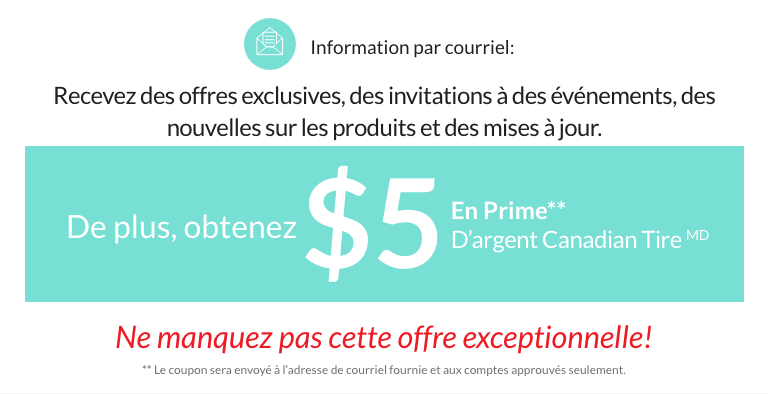 Information par courriel:
Recevez des offres exclusives, des invitations à des événements, des
nouvelles sur les produits et des mises à jour.
De plus, obtenez $5 En Prime**
D'argent Canadian Tire MD
Ne manquez pas cette offre exceptionnelle!
** Le coupon sera envoyé à l'adresse de courriel fournie et aux comptes approuvés seulement.